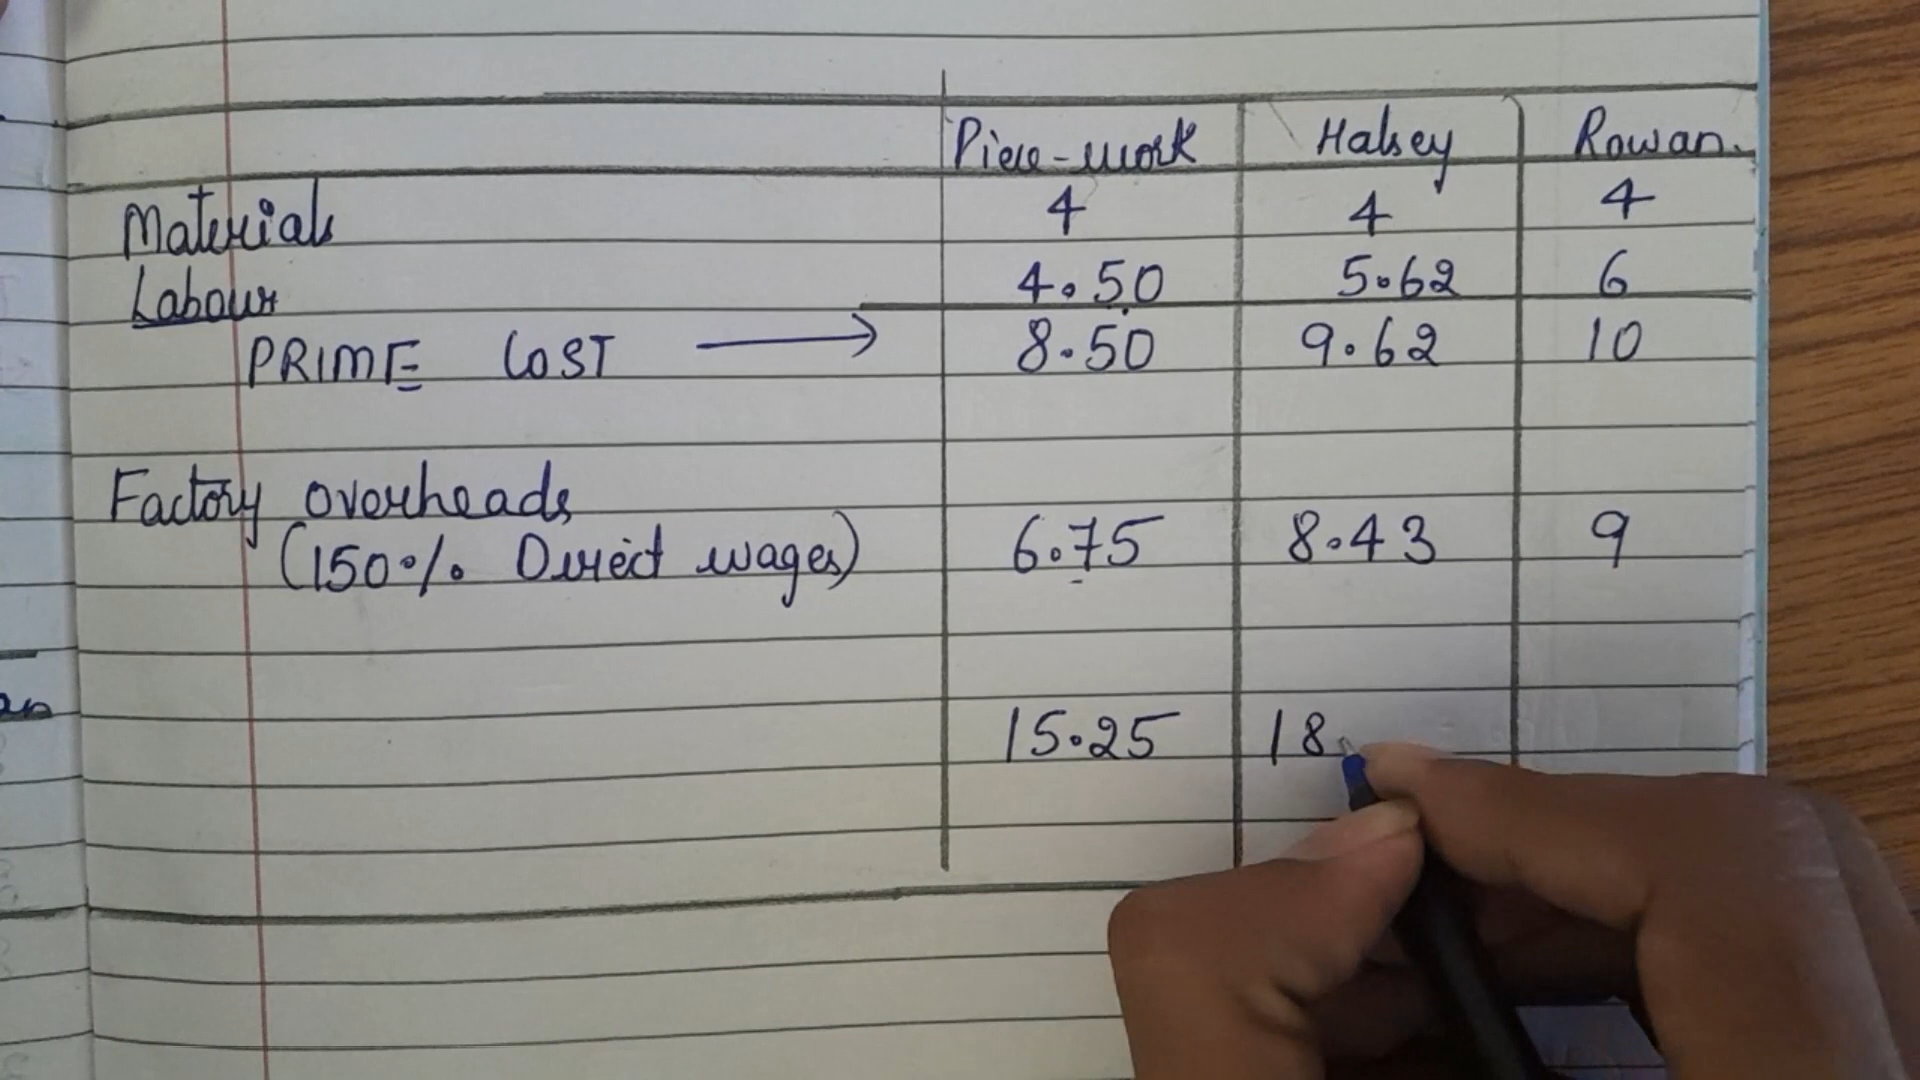 Piece-work Halsey Rowan.
Materials 4 4 4
Labour 4.50 5.62 6
PRIME COST → 8.50 9.62 10
Factory overheads
(150% Direct wages) 6.75 8.43 9
15.25 18